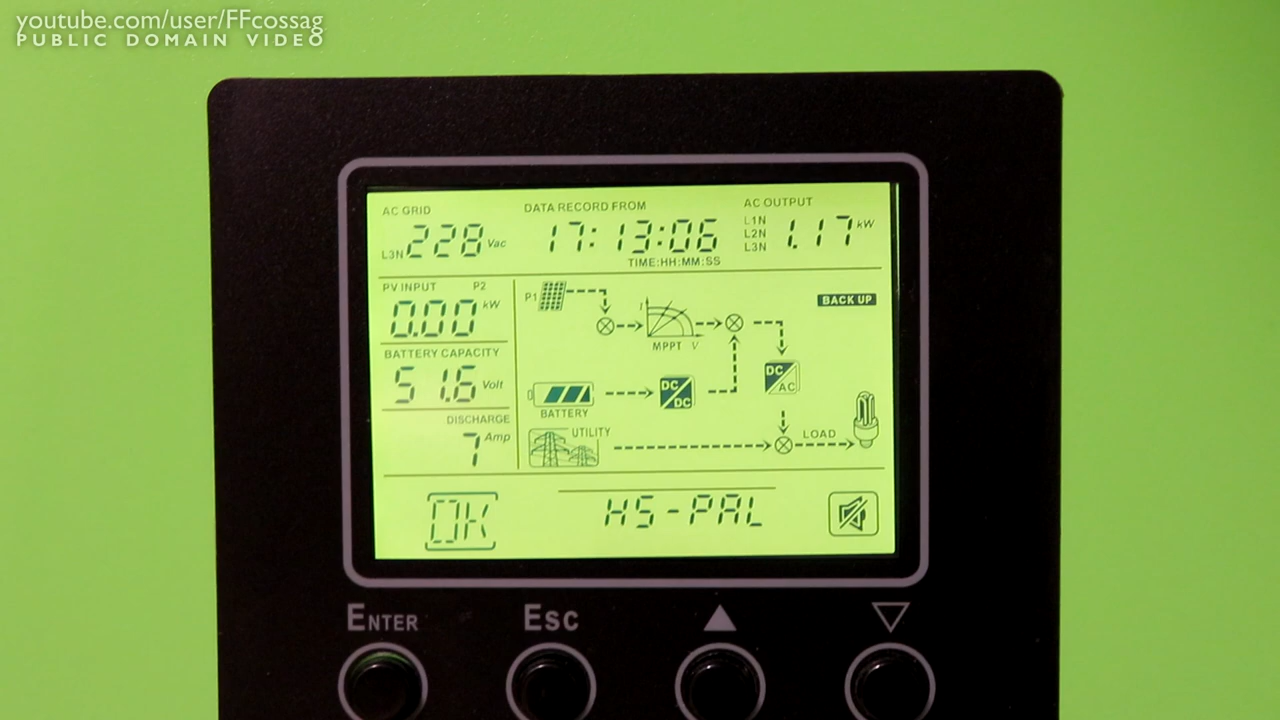 youtube.com/user/FFcossag
PUBLIC DOMAIN VIDEO
AC GRID
L3N 228 Vac
DATA RECORD FROM
17:13:06
TIME:HH:MM:SS
AC OUTPUT
L1N
L2N
L3N
1.17 kW
PV INPUT P2
0.00 kW
BATTERY CAPACITY
51.6 Volt
DISCHARGE
7 Amp
P1
I
MPPT V
BACK UP
DC
AC
DC
DC
BATTERY
UTILITY
LOAD
OK
HS-PAL
ENTER
ESC